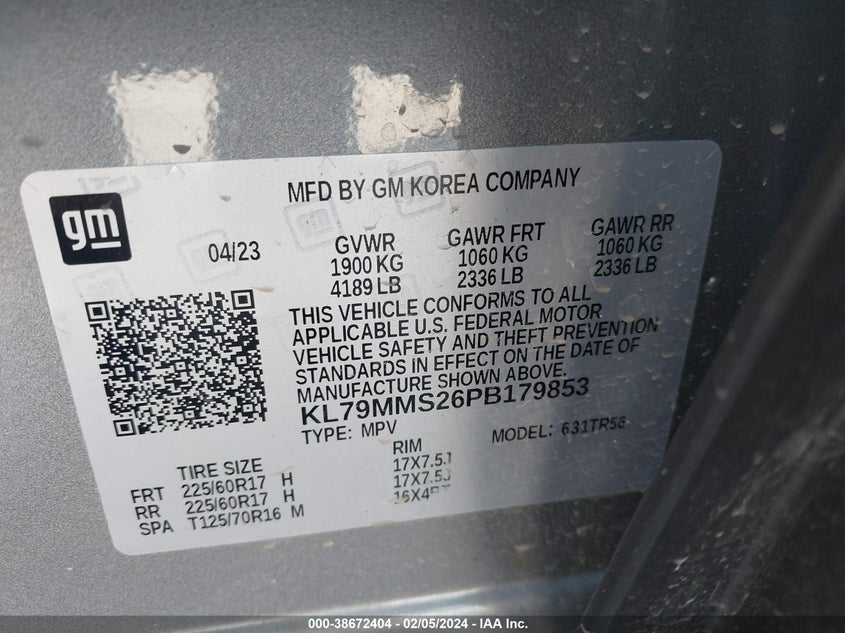 gm
MFD BY GM KOREA COMPANY
04/23
GVWR
1900 KG
4189 LB
GAWR FRT
1060 KG
2336 LB
GAWR RR
1060 KG
2336 LB
THIS VEHICLE CONFORMS TO ALL
APPLICABLE U.S. FEDERAL MOTOR
VEHICLE SAFETY AND THEFT PREVENTION
STANDARDS IN EFFECT ON THE DATE OF
MANUFACTURE SHOWN ABOVE.
KL79MMS26PB179853
TYPE: MPV
MODEL: 631TR58
TIRE SIZE RIM
FRT 225/60R17 H 17X7.5J
RR 225/60R17 H 17X7.5J
SPA T125/70R16 M
000-38672404 - 02/05/2024 - IAA Inc.